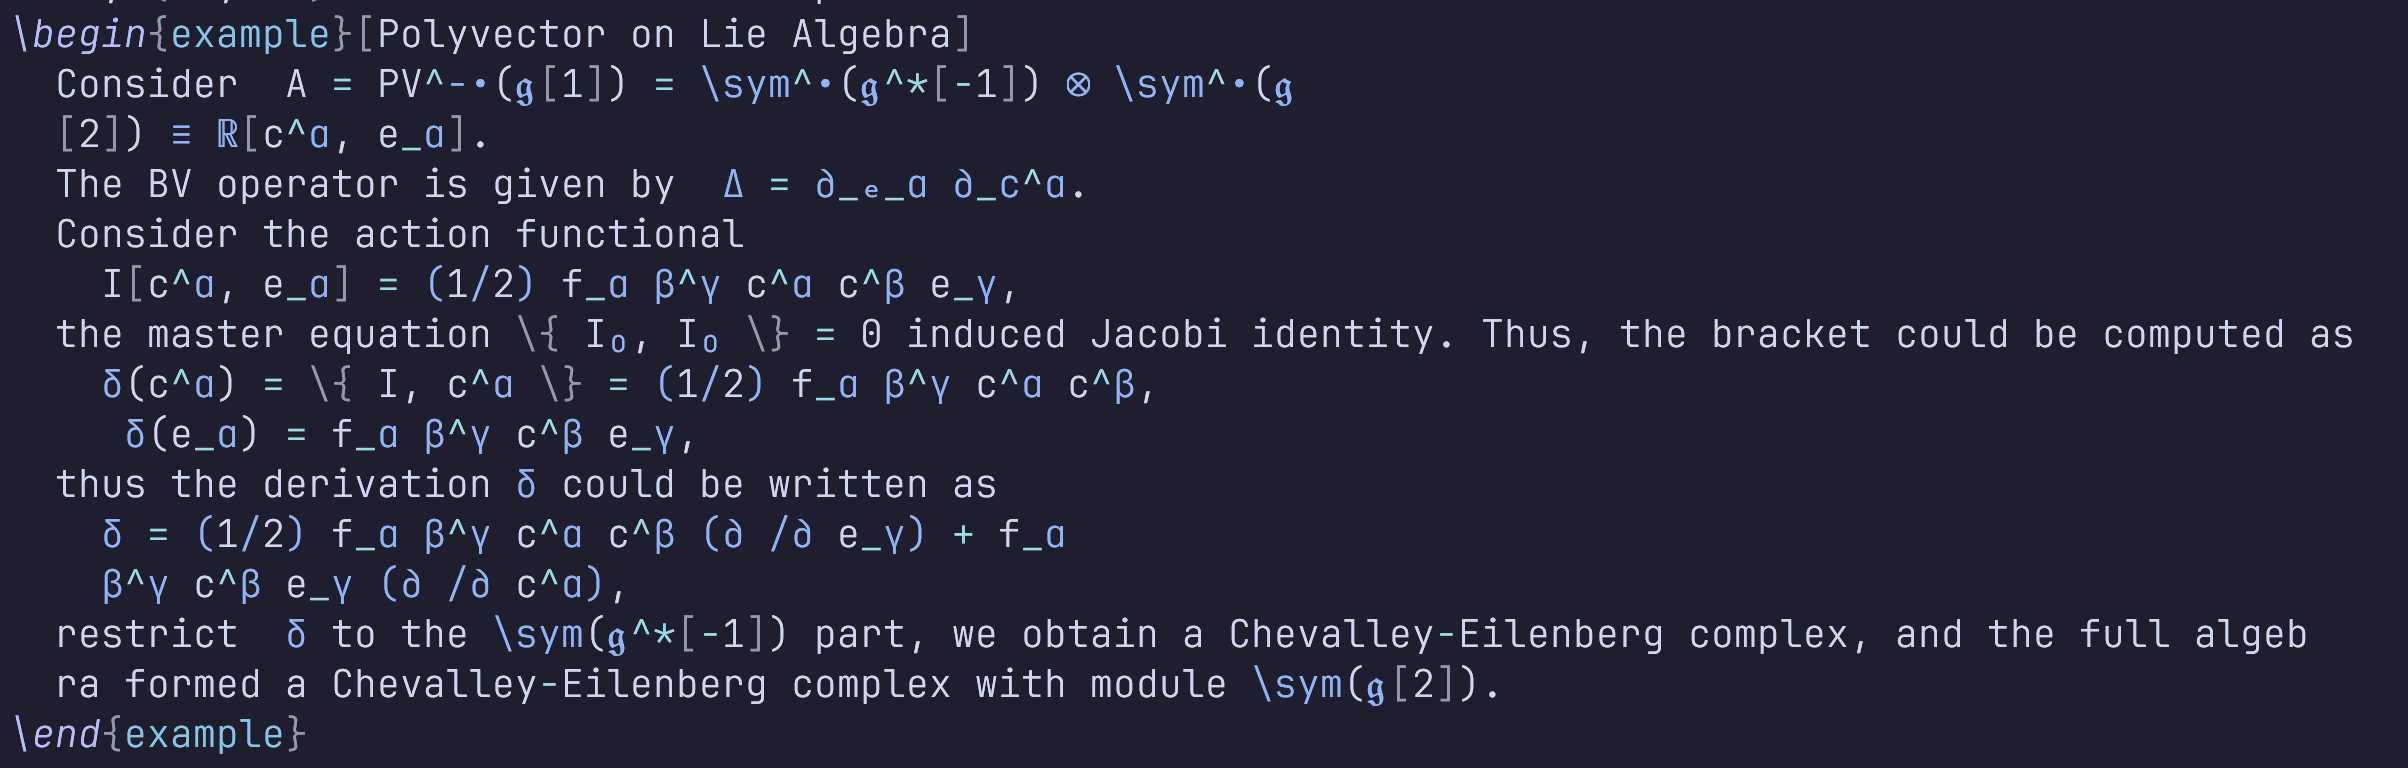 \begin{example}[Polyvector on Lie Algebra]
Consider  A = PV^-•(𝔤[1]) = \sym^•(𝔤^*[-1]) ⊗ \sym^•(𝔤
[2]) ≡ ℝ[c^α, e_α].
The BV operator is given by  Δ = ∂_ₑ_α ∂_c^α.
Consider the action functional
I[c^α, e_α] = (1/2) f_α β^γ c^α c^β e_γ,
the master equation \{ I₀, I₀ \} = 0 induced Jacobi identity. Thus, the bracket could be computed as
δ(c^α) = \{ I, c^α \} = (1/2) f_α β^γ c^α c^β,
δ(e_α) = f_α β^γ c^β e_γ,
thus the derivation δ could be written as
δ = (1/2) f_α β^γ c^α c^β (∂ /∂ e_γ) + f_α
β^γ c^β e_γ (∂ /∂ c^α),
restrict  δ to the \sym(𝔤^*[-1]) part, we obtain a Chevalley-Eilenberg complex, and the full algeb
ra formed a Chevalley-Eilenberg complex with module \sym(𝔤[2]).
\end{example}